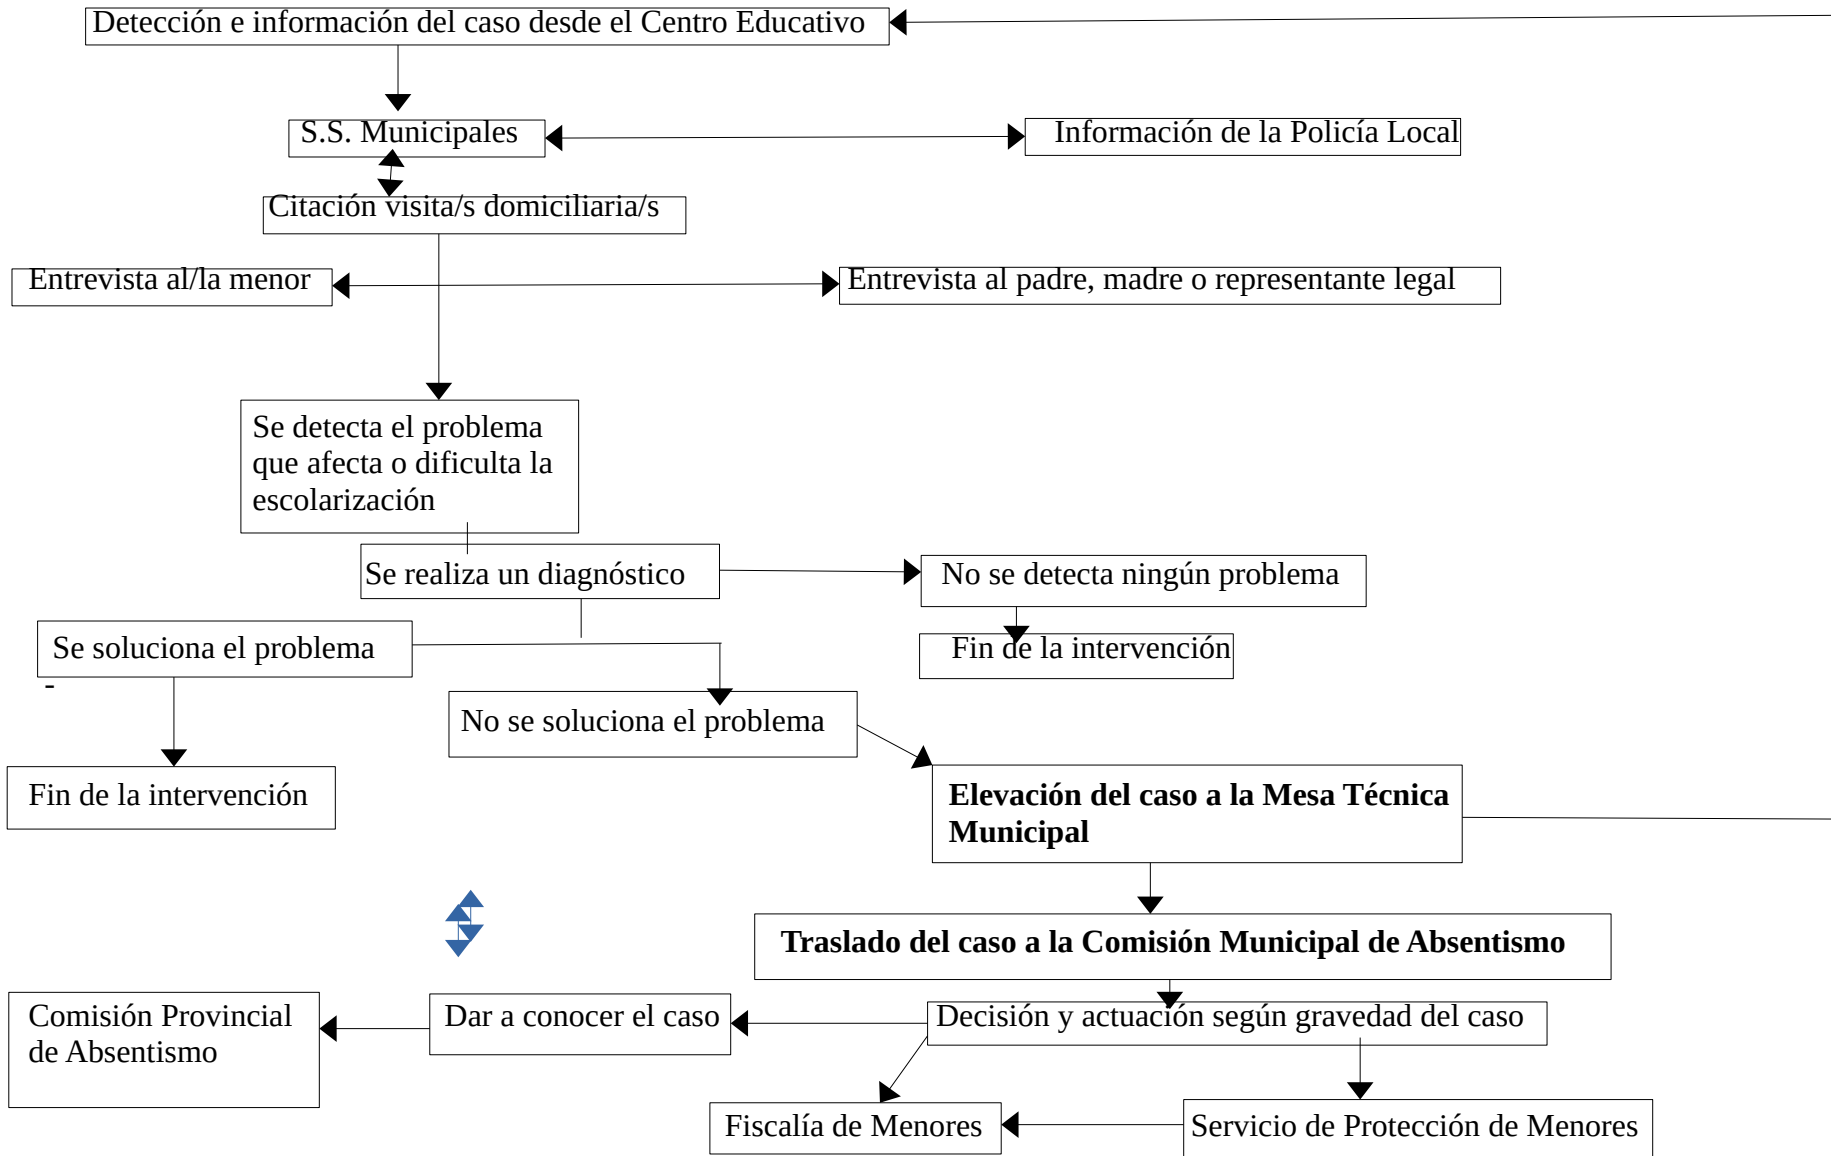 Detección e información del caso desde el Centro Educativo
S.S. Municipales
Información de la Policía Local
Citación visita/s domiciliaria/s
Entrevista al/la menor
Entrevista al padre, madre o representante legal
Se detecta el problema
que afecta o dificulta la
escolarización
Se realiza un diagnóstico
No se detecta ningún problema
Se soluciona el problema
-
Fin de la intervención
No se soluciona el problema
Fin de la intervención
Elevación del caso a la Mesa Técnica
Municipal
Traslado del caso a la Comisión Municipal de Absentismo
Comisión Provincial
de Absentismo
Dar a conocer el caso
Decisión y actuación según gravedad del caso
Fiscalía de Menores
Servicio de Protección de Menores